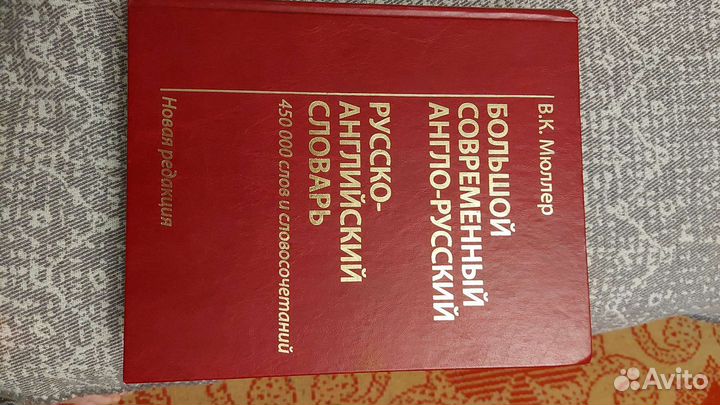 В.К. Мюллер
БОЛЬШОЙ
СОВРЕМЕННЫЙ
АНГЛО-РУССКИЙ
РУССКО-
АНГЛИЙСКИЙ
СЛОВАРЬ
450 000 слов и словосочетаний
Новая редакция
Avito